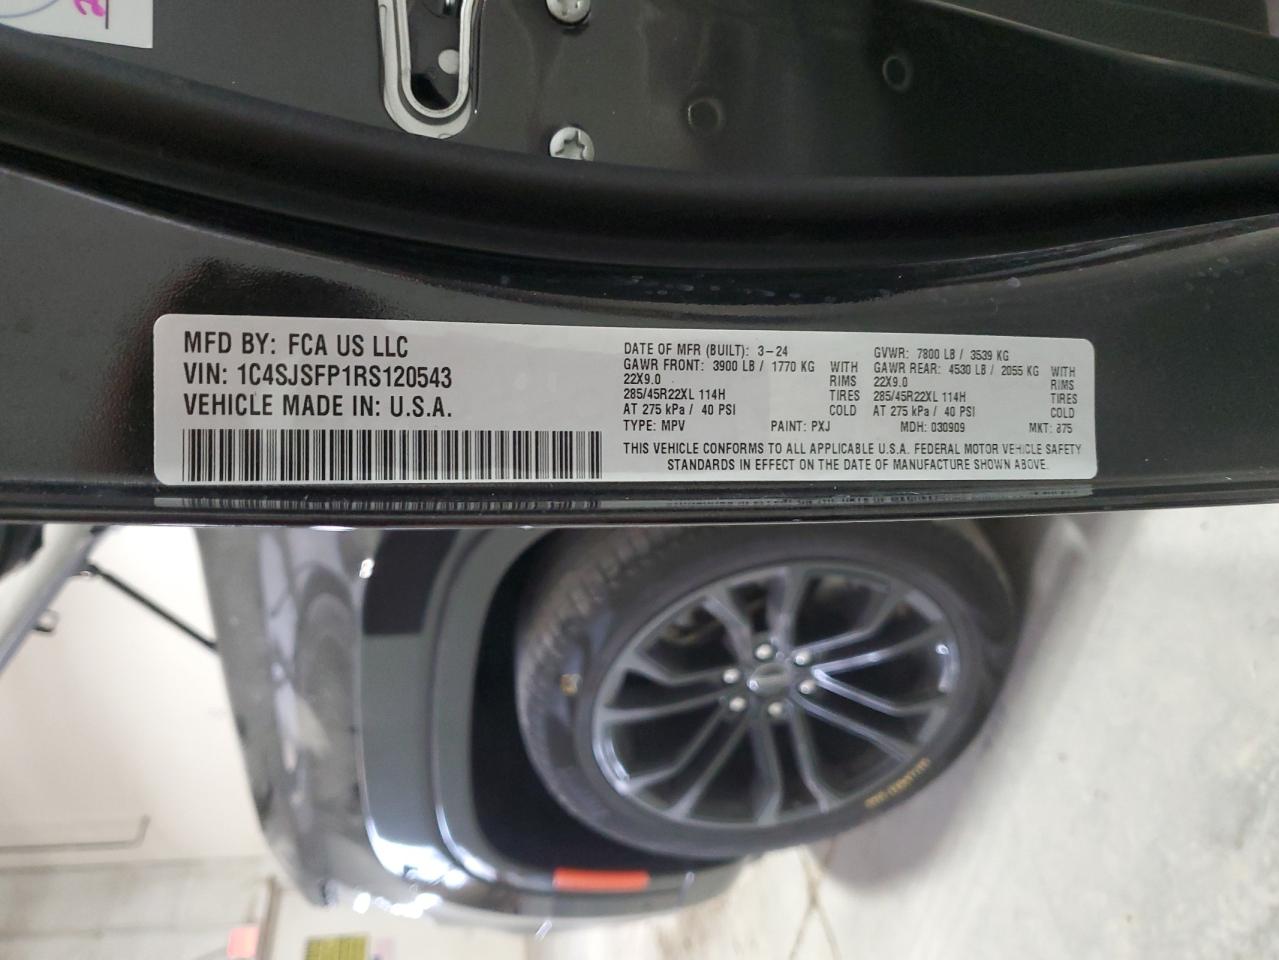 MFD BY: FCA US LLC
VIN: 1C4SJSFP1RS120543
VEHICLE MADE IN: U.S.A.
DATE OF MFR (BUILT): 3-24
GAWR FRONT: 3900 LB / 1770 KG WITH
22X9.0 RIMS
285/45R22XL 114H TIRES
AT 275 kPa / 40 PSI COLD
TYPE: MPV PAINT: PXJ
GVWR: 7800 LB / 3539 KG
GAWR REAR: 4530 LB / 2055 KG WITH
22X9.0 RIMS
285/45R22XL 114H TIRES
AT 275 kPa / 40 PSI COLD
MDH: 030909 MKT: 875
THIS VEHICLE CONFORMS TO ALL APPLICABLE U.S.A. FEDERAL MOTOR VEHICLE SAFETY
STANDARDS IN EFFECT ON THE DATE OF MANUFACTURE SHOWN ABOVE.